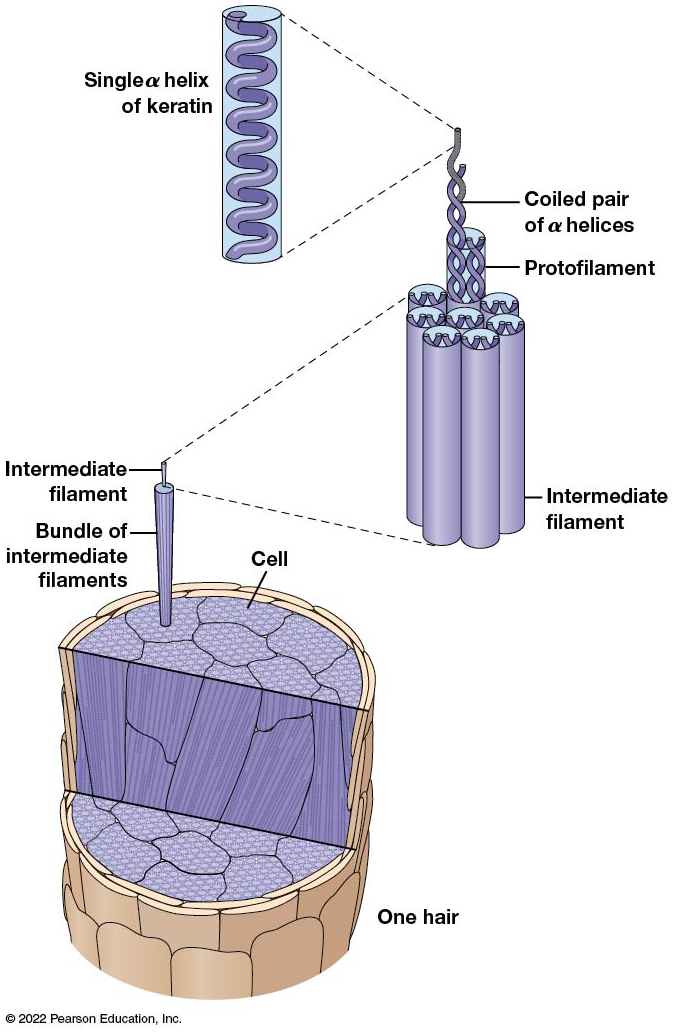 Single α helix
of keratin
Coiled pair
of α helices
Protofilament
Intermediate
filament
Intermediate
filament
Bundle of
intermediate
filaments
Cell
One hair
© 2022 Pearson Education, Inc.